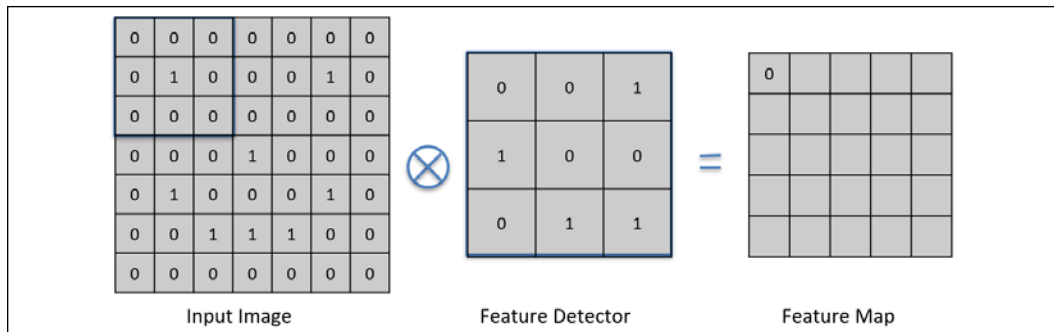 0 0 0 0 0 0 0
0 1 0 0 0 1 0
0 0 0 0 0 0 0
0 0 0 1 0 0 0
0 1 0 0 0 1 0
0 0 1 1 1 0 0
0 0 0 0 0 0 0
Input Image
0 0 1
1 0 0
0 1 1
Feature Detector
=
0
Feature Map